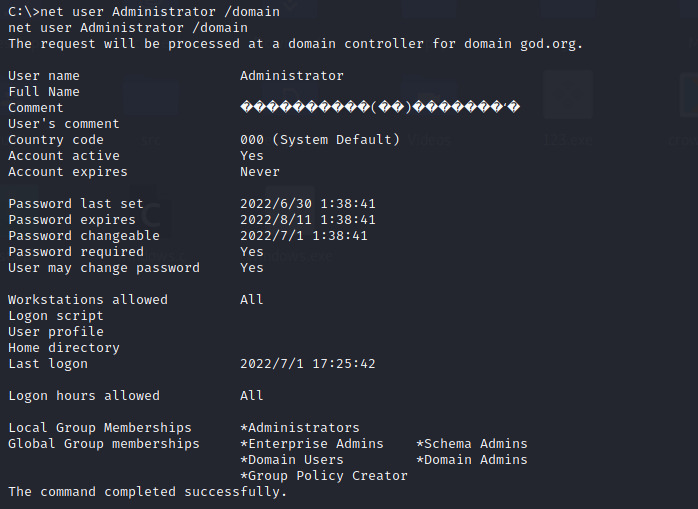 C:\>net user Administrator /domain
net user Administrator /domain
The request will be processed at a domain controller for domain god.org.
User name                    Administrator
Full Name
Comment                      ����������(��)�������ʻ�
User's comment
Country code                 000 (System Default)
Account active               Yes
Account expires              Never
Password last set            2022/6/30 1:38:41
Password expires             2022/8/11 1:38:41
Password changeable          2022/7/1 1:38:41
Password required            Yes
User may change password     Yes
Workstations allowed         All
Logon script
User profile
Home directory
Last logon                   2022/7/1 17:25:42
Logon hours allowed          All
Local Group Memberships      *Administrators
Global Group memberships     *Enterprise Admins    *Schema Admins
                             *Domain Users         *Domain Admins
                             *Group Policy Creator
The command completed successfully.